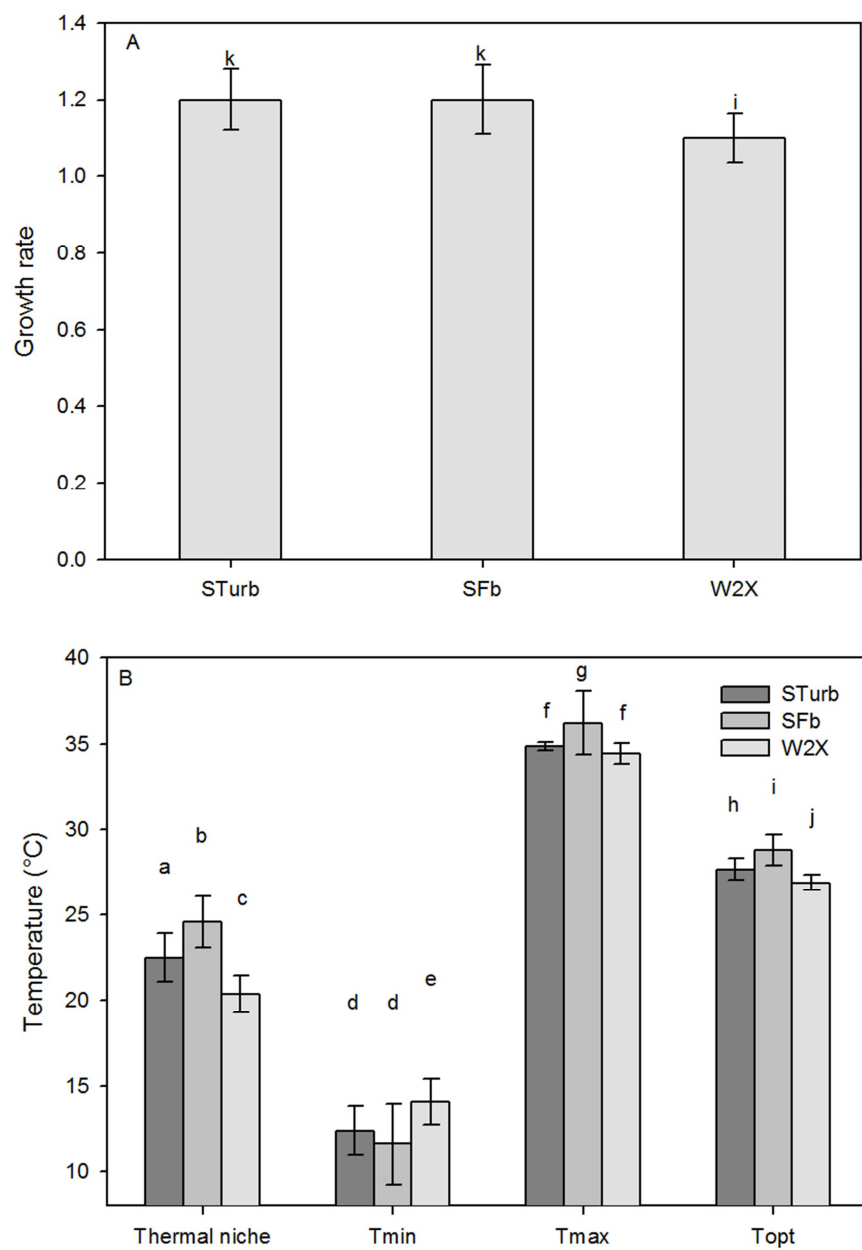 A
1.4
1.2
1.0
0.8
0.6
0.4
0.2
0.0
Growth rate
k
k
i
STurb
SFb
W2X
B
40
35
30
25
20
15
10
Temperature (°C)
STurb
SFb
W2X
a
b
c
d
d
e
f
g
f
h
i
j
Thermal niche
Tmin
Tmax
Topt